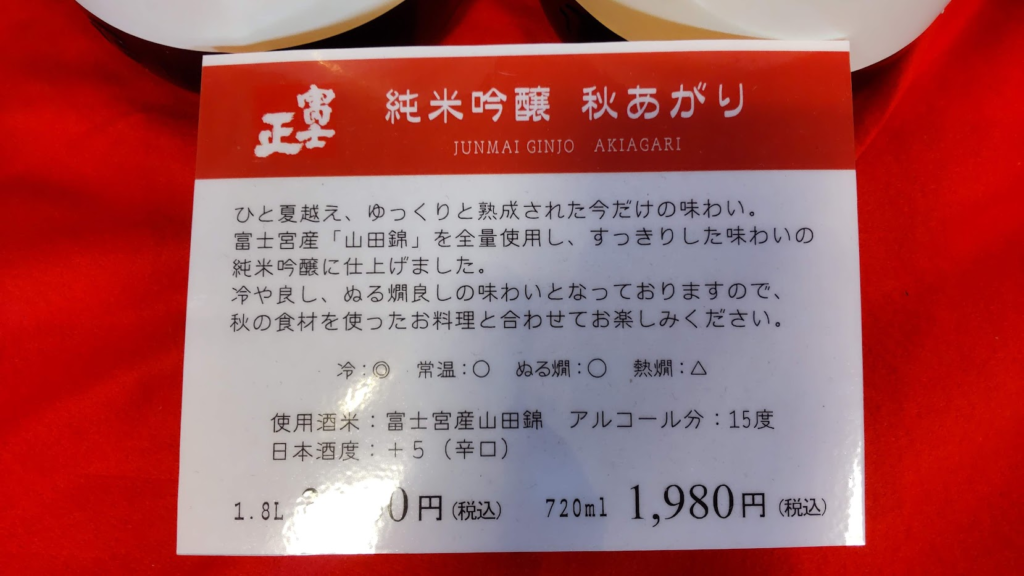 富士正
純米吟醸 秋あがり
JUNMAI GINJO AKIAGARI
ひと夏越え、ゆっくりと熟成された今だけの味わい。
富士宮産「山田錦」を全量使用し、すっきりした味わいの
純米吟醸に仕上げました。
冷や良し、ぬる燗良しの味わいとなっておりますので、
秋の食材を使ったお料理と合わせてお楽しみください。
冷：◎ 常温：○ ぬる燗：○ 熱燗：△
使用酒米：富士宮産山田錦 アルコール分：15度
日本酒度：＋５（辛口）
1.8L 円(税込) 720ml 1,980円(税込)